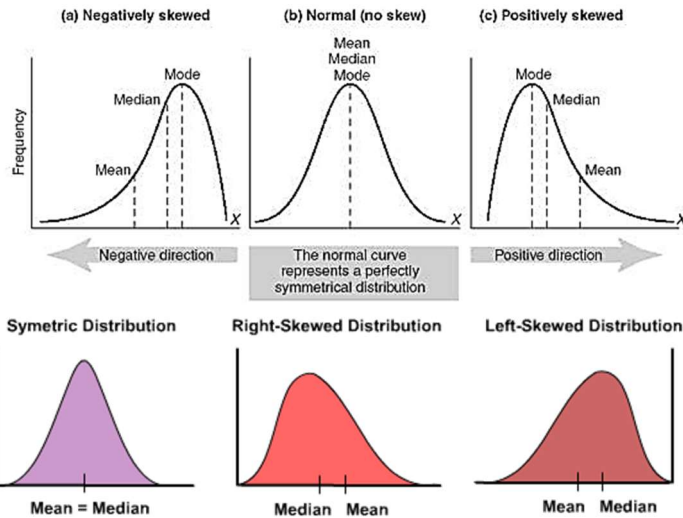 (a) Negatively skewed
(b) Normal (no skew)
(c) Positively skewed
Frequency
Mean
Median
Mode
X
Mean
Median
Mode
X
Mode
Median
Mean
X
Negative direction
The normal curve
represents a perfectly
symmetrical distribution
Positive direction
Symetric Distribution
Right-Skewed Distribution
Left-Skewed Distribution
Mean = Median
Median Mean
Mean Median